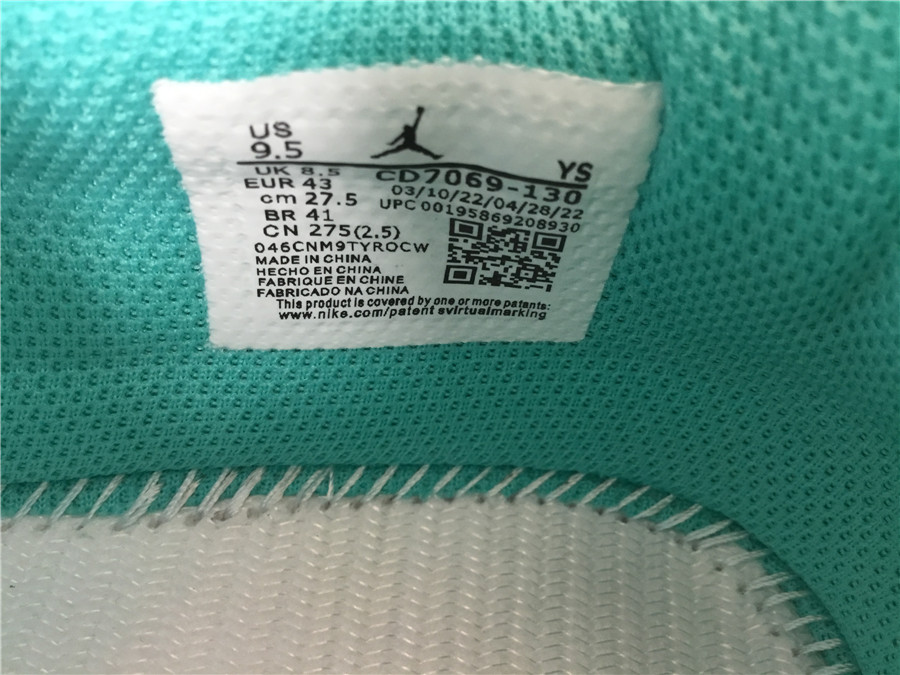 US
9.5
YS
UK 8.5
CD7069-130
EUR 43
03/10/22/04/28/22
cm 27.5
UPC 00195869208930
BR 41
CN 275(2.5)
046CNM9TYROCW
MADE IN CHINA
HECHO EN CHINA
FABRIQUE EN CHINE
FABRICADO NA CHINA
This product is covered by one or more patents:
www.nike.com/patent svirtualmarking